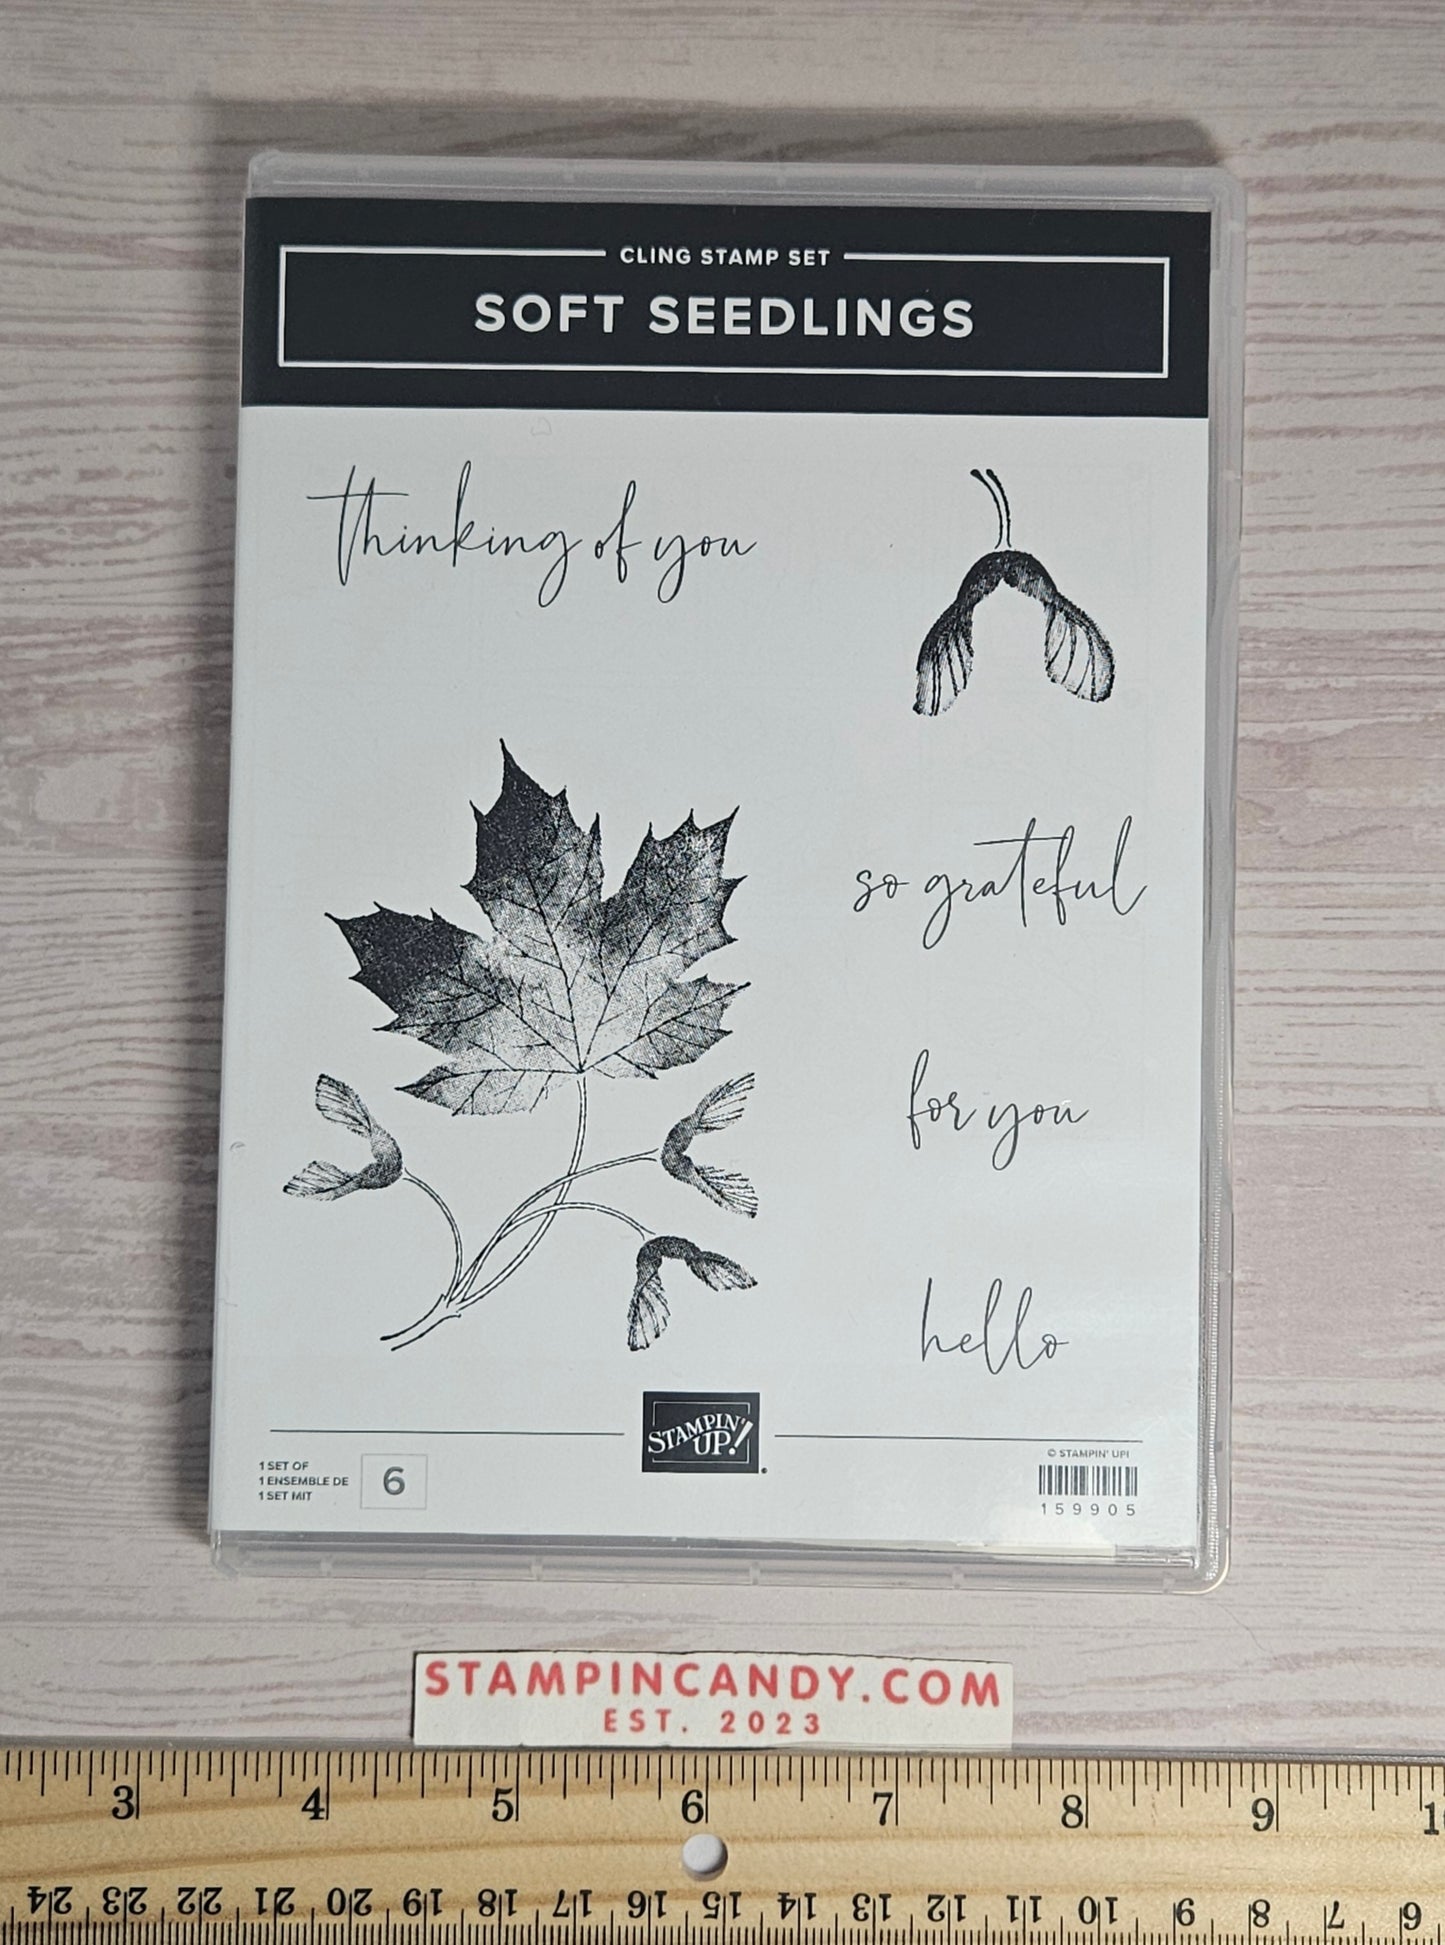 CLING STAMP SET
SOFT SEEDLINGS
thinking of you
so grateful
for you
hello
STAMPIN' UP!®
1 SET OF
1 ENSEMBLE DE
1 SET MIT
6
© STAMPIN' UP!
159905
STAMPINCANDY.COM
EST. 2023
3 4 5 6 7 8 9 1
24 23 22 21 20 19 18 17 16 15 14 13 12 11 10 9 8 7 6